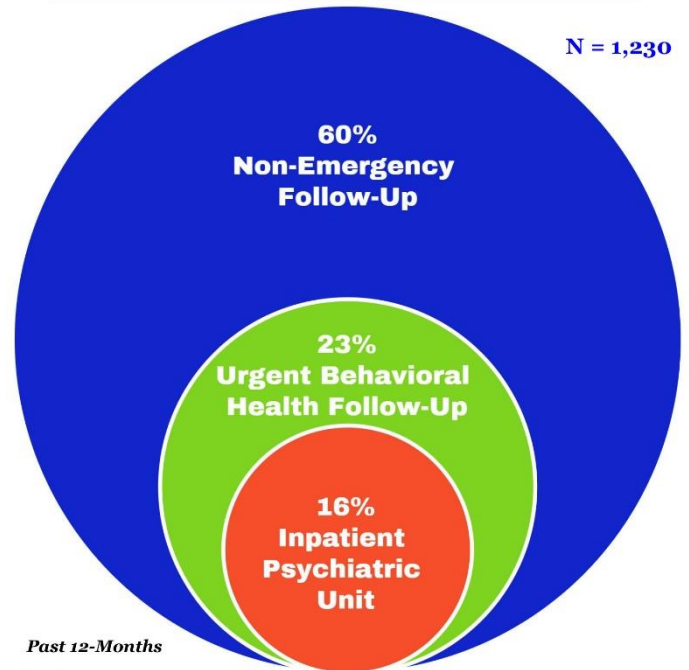 N = 1,230
60%
Non-Emergency
Follow-Up
23%
Urgent Behavioral
Health Follow-Up
16%
Inpatient
Psychiatric
Unit
Past 12-Months